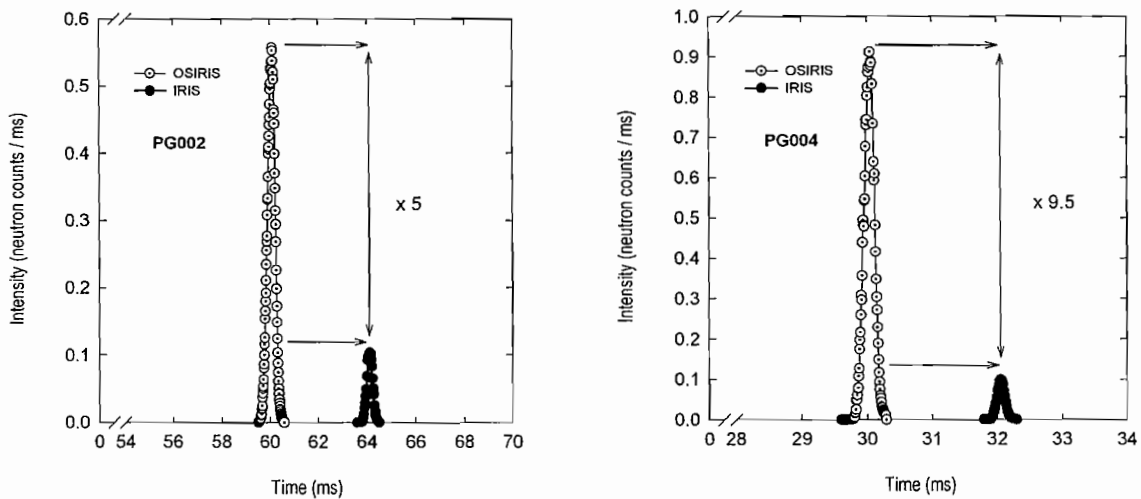 0.6
0.5
0.4
0.3
0.2
0.1
0.0
0 54 56 58 60 62 64 66 68 70
Intensity (neutron counts / ms)
Time (ms)
OSIRIS
IRIS
PG002
x 5
1.0
0.9
0.8
0.7
0.6
0.5
0.4
0.3
0.2
0.1
0.0
0 28 29 30 31 32 33 34
Intensity (neutron counts / ms)
Time (ms)
OSIRIS
IRIS
PG004
x 9.5